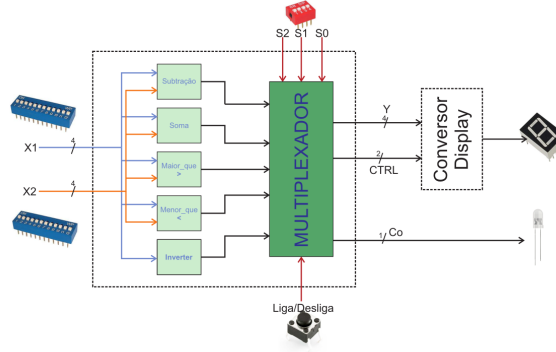 S2 S1 S0
Subtração
Soma
Maior_que
>
Menor_que
<
Inverter
X1
4
X2
4
MULTIPLEXADOR
Y
4
2
CTRL
1
Co
Conversor
Display
Liga/Desliga